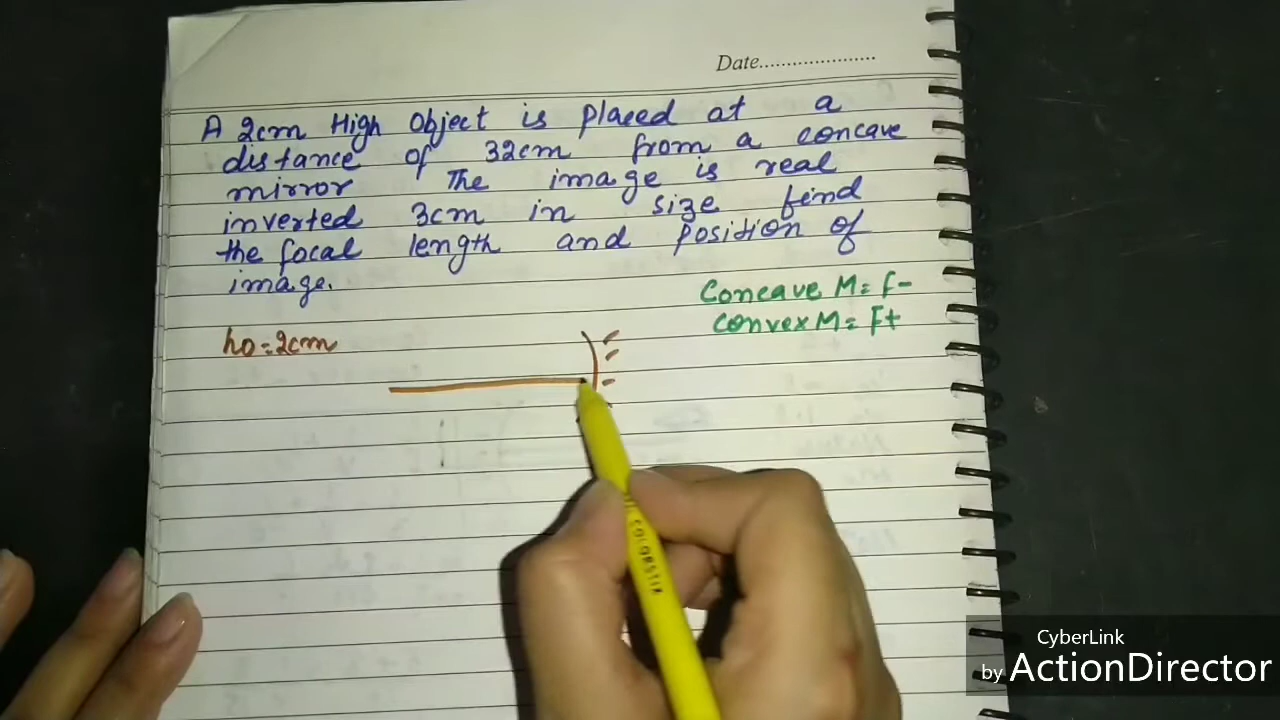 Date.....................
A 2cm High Object is placed at a
distance of 32cm from a concave
mirror The image is real
inverted 3cm in size find
the focal length and position of
image.
Concave M= f-
Convex M= F+
ho=2cm
COLORSTIX
CyberLink
by ActionDirector